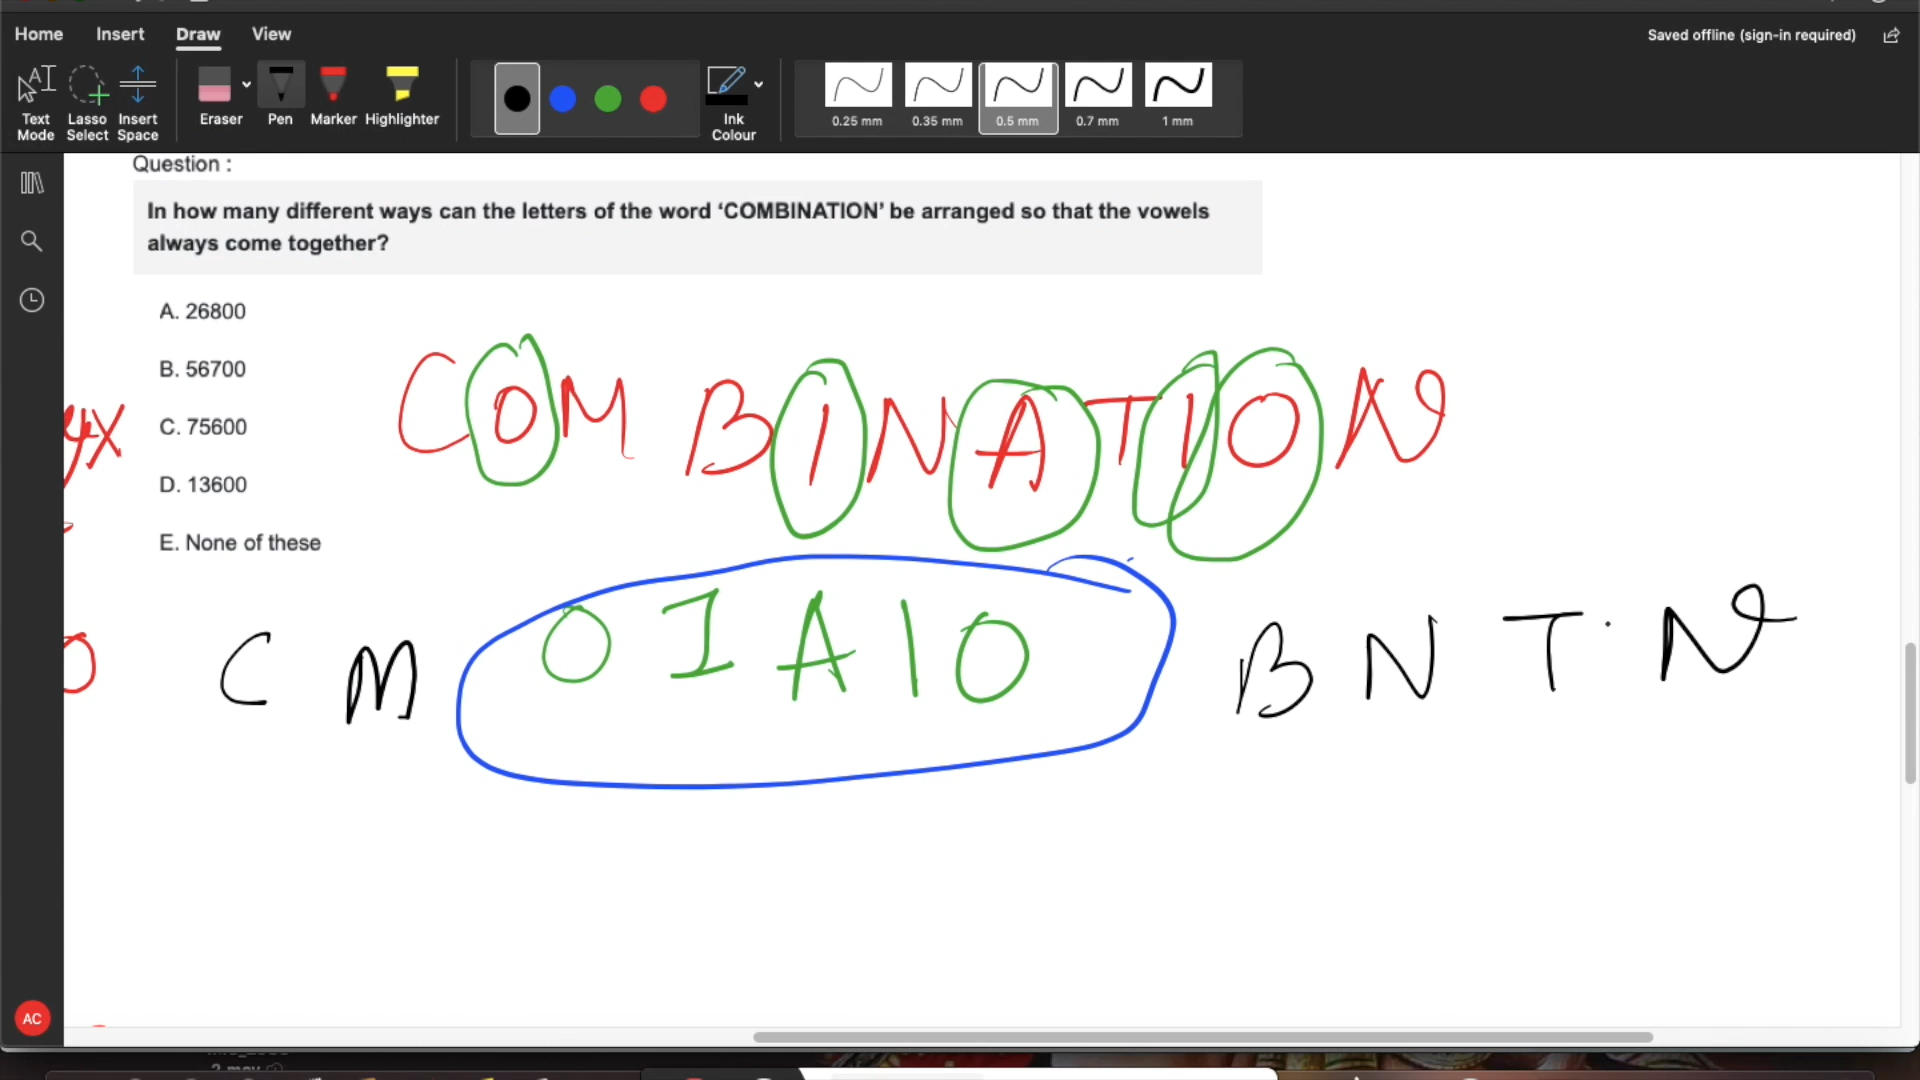 Home Insert Draw View
Saved offline (sign-in required)
Text Mode
Lasso Select
Insert Space
Eraser
Pen
Marker
Highlighter
Ink Colour
0.25 mm
0.35 mm
0.5 mm
0.7 mm
1 mm
Question :
In how many different ways can the letters of the word ‘COMBINATION’ be arranged so that the vowels
always come together?
A. 26800
B. 56700
C. 75600
D. 13600
E. None of these
COMBINATION
C M O I A I O B N T N
AC